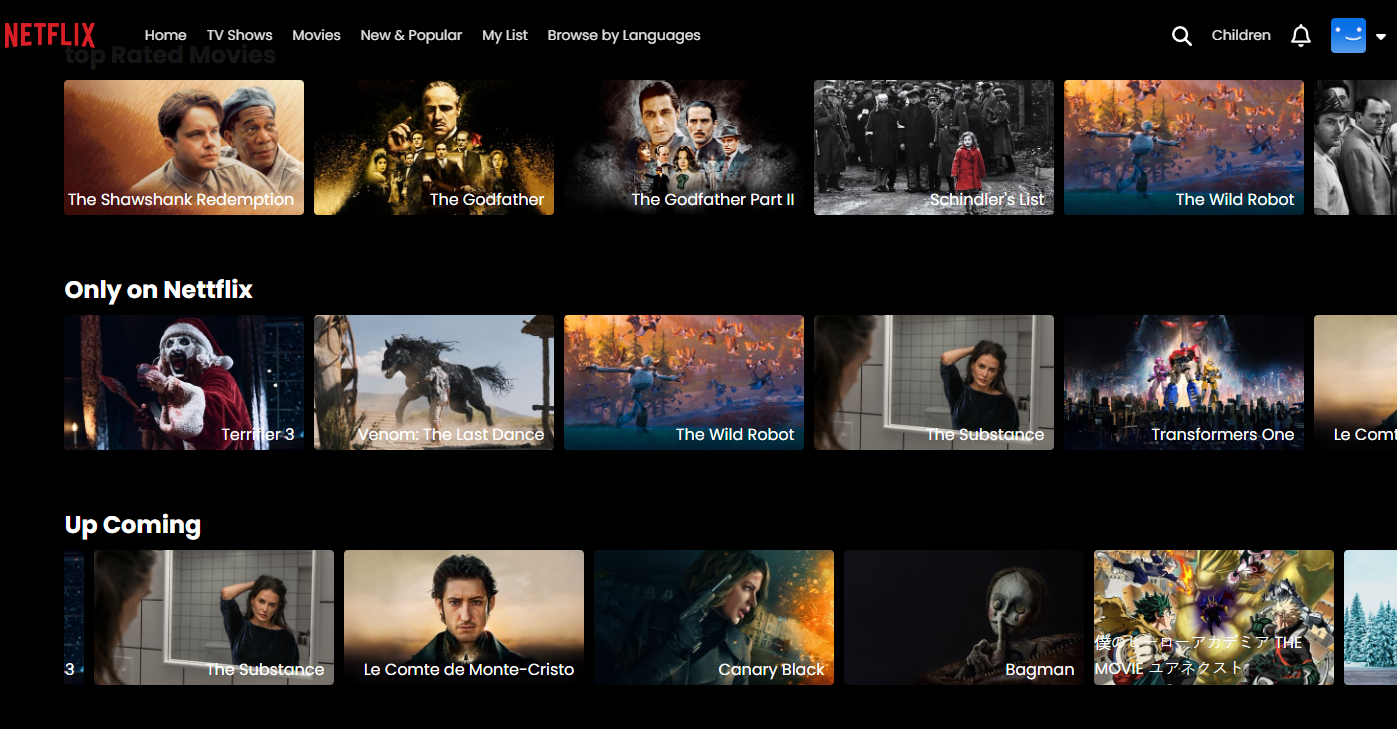 NETFLIX
Home
TV Shows
Movies
New & Popular
My List
Browse by Languages
Children
top Rated Movies
The Shawshank Redemption
The Godfather
The Godfather Part II
Schindler's List
The Wild Robot
Only on Nettflix
Terrifier 3
Venom: The Last Dance
The Wild Robot
The Substance
Transformers One
Le Comt
Up Coming
3
The Substance
Le Comte de Monte-Cristo
Canary Black
Bagman
僕のヒーローアカデミア THE
MOVIE ユアネクスト